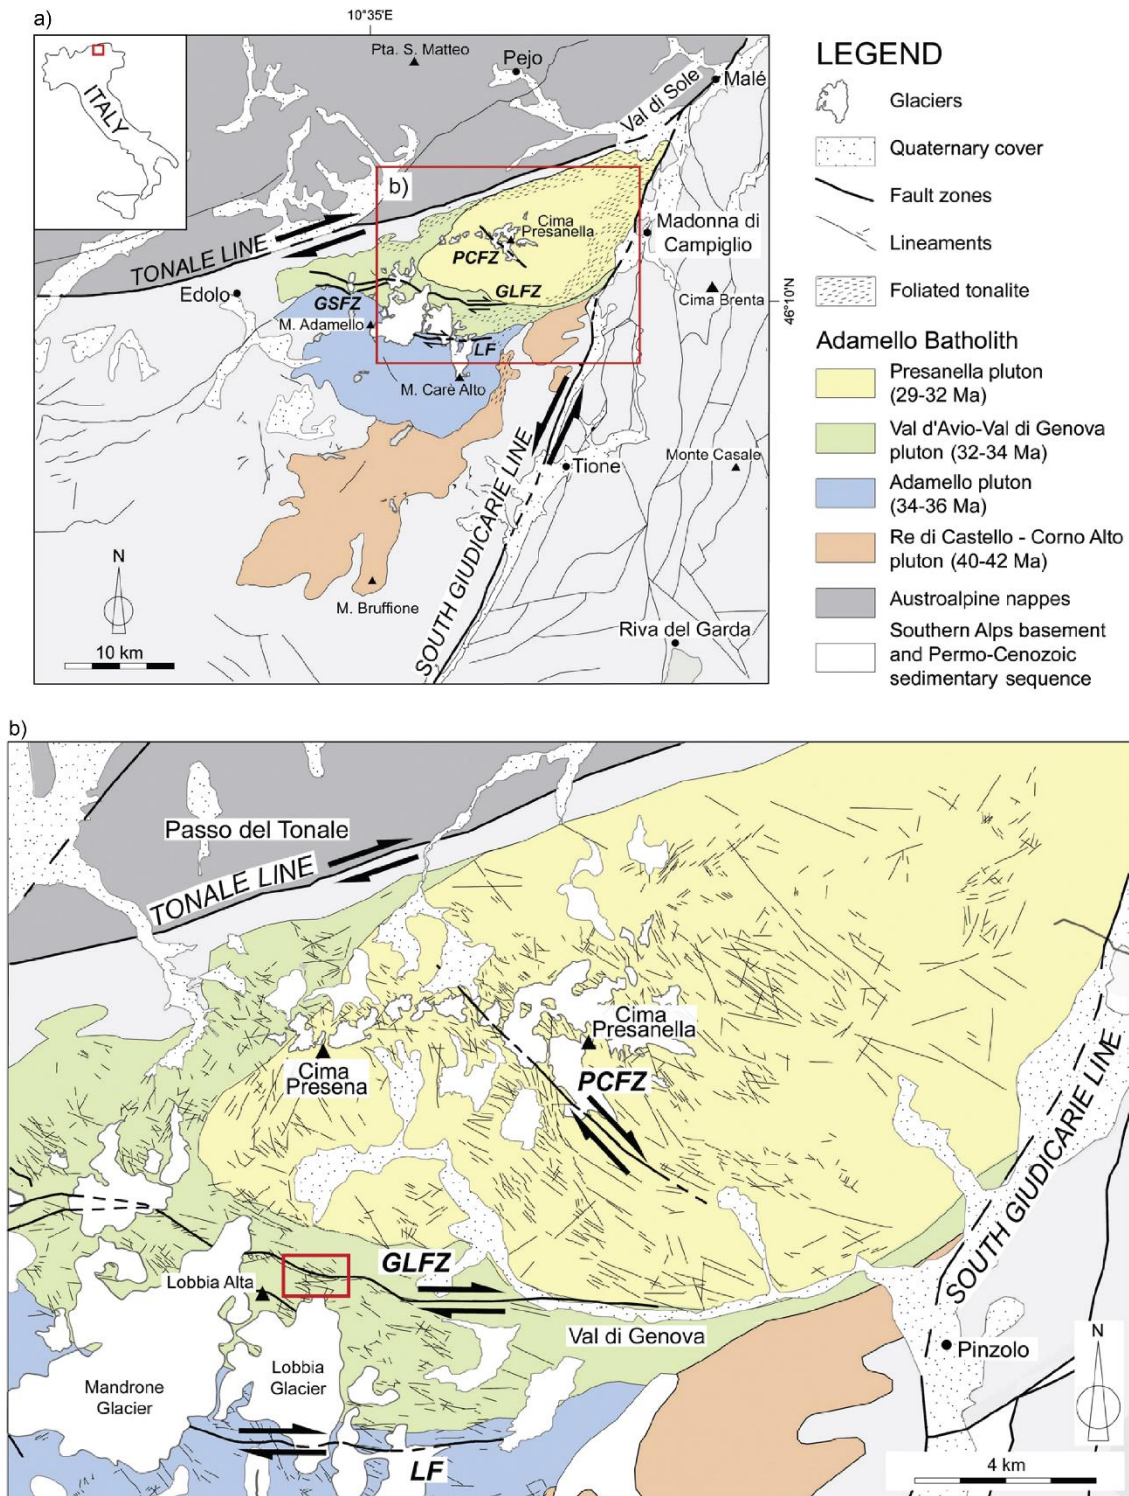 a)
10°35'E
ITALY
Pta. S. Matteo
Pejo
Malé
Val di Sole
b)
TONALE LINE
Cima
Presanella
PCFZ
Madonna di
Campiglio
GLFZ
Edolo
GSFZ
Cima Brenta
46°10'N
M. Adamello
LF
M. Carè Alto
SOUTH GIUDICARIE LINE
Tione
Monte Casale
N
M. Bruffione
Riva del Garda
10 km
LEGEND
Glaciers
Quaternary cover
Fault zones
Lineaments
Foliated tonalite
Adamello Batholith
Presanella pluton
(29-32 Ma)
Val d'Avio-Val di Genova
pluton (32-34 Ma)
Adamello pluton
(34-36 Ma)
Re di Castello - Corno Alto
pluton (40-42 Ma)
Austroalpine nappes
Southern Alps basement
and Permo-Cenozoic
sedimentary sequence
b)
Passo del Tonale
TONALE LINE
Cima
Presanella
Cima
Presena
PCFZ
SOUTH GIUDICARIE LINE
GLFZ
Lobbia Alta
Val di Genova
N
Pinzolo
Lobbia
Glacier
Mandrone
Glacier
LF
4 km